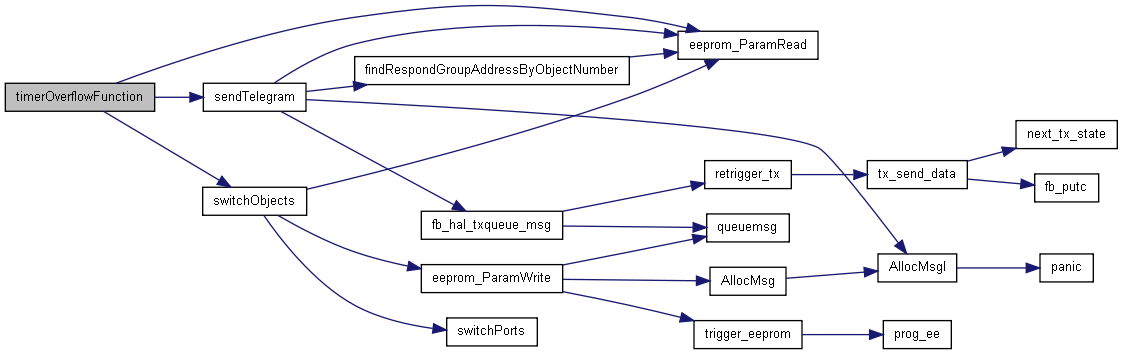 timerOverflowFunction
sendTelegram
switchObjects
findRespondGroupAddressByObjectNumber
fb_hal_txqueue_msg
eeprom_ParamWrite
switchPorts
eeprom_ParamRead
retrigger_tx
queuemsg
AllocMsg
trigger_eeprom
tx_send_data
AllocMsgI
prog_ee
next_tx_state
fb_putc
panic